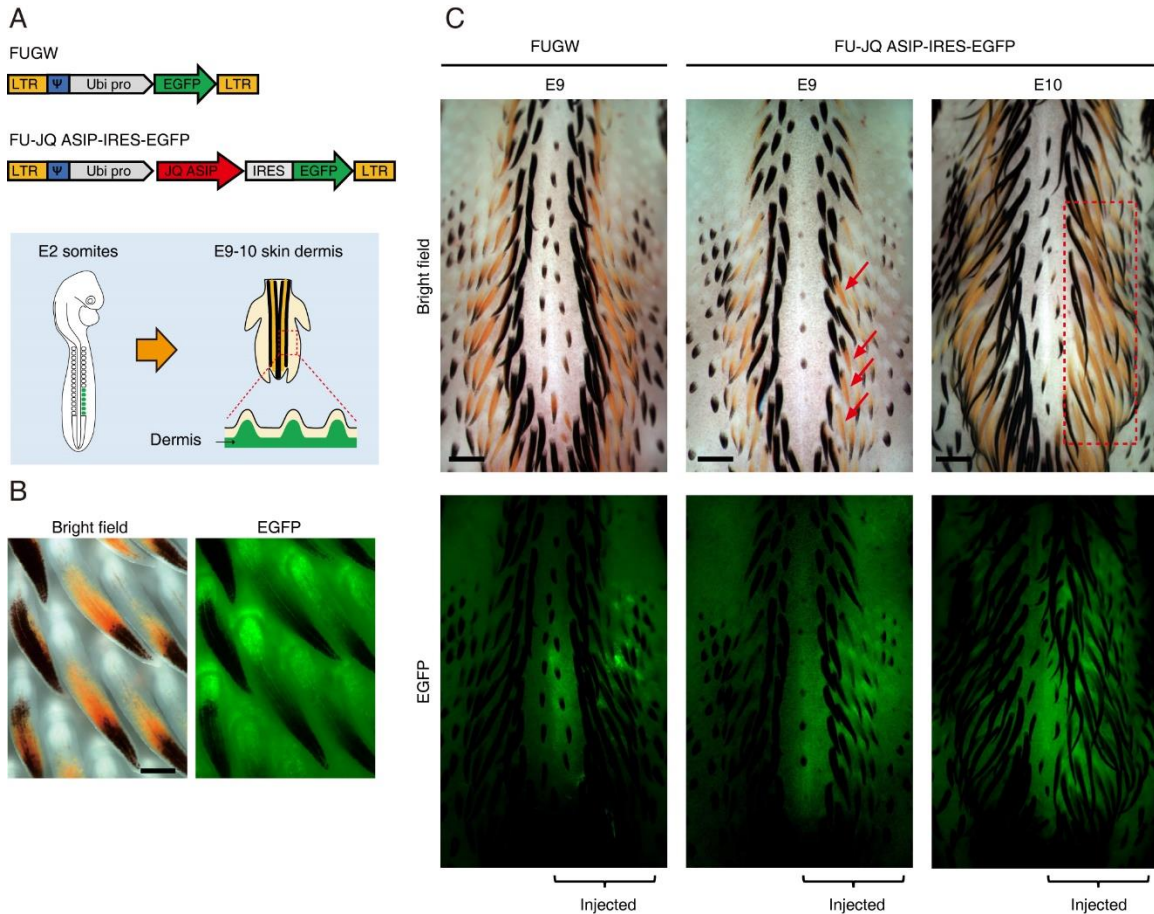 A
FUGW
LTR Ψ Ubi pro EGFP LTR
FU-JQ ASIP-IRES-EGFP
LTR Ψ Ubi pro JQ ASIP IRES EGFP LTR
E2 somites E9-10 skin dermis
Dermis
B
Bright field EGFP
C
FUGW FU-JQ ASIP-IRES-EGFP
E9 E9 E10
Bright field
EGFP
Injected Injected Injected